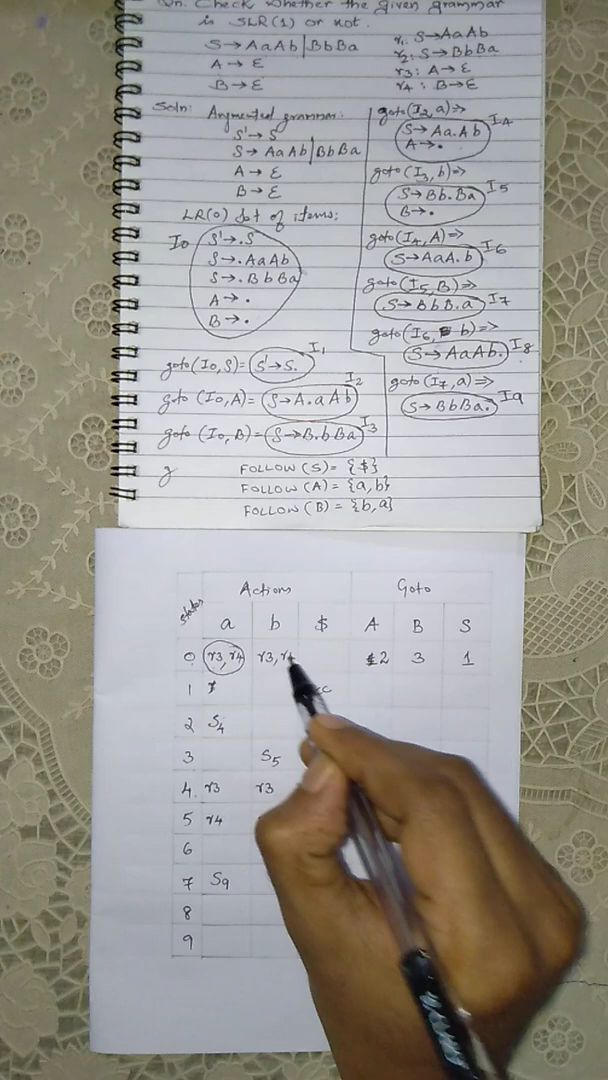 Qn. Check whether the given grammar
is SLR(1) or not.
S→AaAb|BbBa
A→ε
B→ε
r1: S→AaAb
r2: S→BbBa
r3: A→ε
r4: B→ε
Soln: Augmented grammar:
S'→S
S→AaAb|BbBa
A→ε
B→ε
LR(0) set of items:
I0
S'→.S
S→.AaAb
S→.BbBa
A→.
B→.
goto(I0,S)=S'→S. I1
goto(I0,A)=S→A.aAb I2
goto(I0,B)=S→B.bBa I3
goto(I2,a)=>
S→Aa.Ab I4
A→.
goto(I3,b)=>
S→Bb.Ba I5
B→.
goto(I4,A)=>
S→AaA.b I6
goto(I5,B)=>
S→BbB.a I7
goto(I6, b)=>
S→AaAb. I8
goto(I7,a)=>
S→BbBa. I9
g
FOLLOW(S)={$}
FOLLOW(A)={a,b}
FOLLOW(B)={b,a}
States Actions Goto
a b $ A B S
0 r3,r4 r3,r4 2 3 1
1
2 S4
3 S5
4 r3 r3
5 r4
6
7 S9
8
9